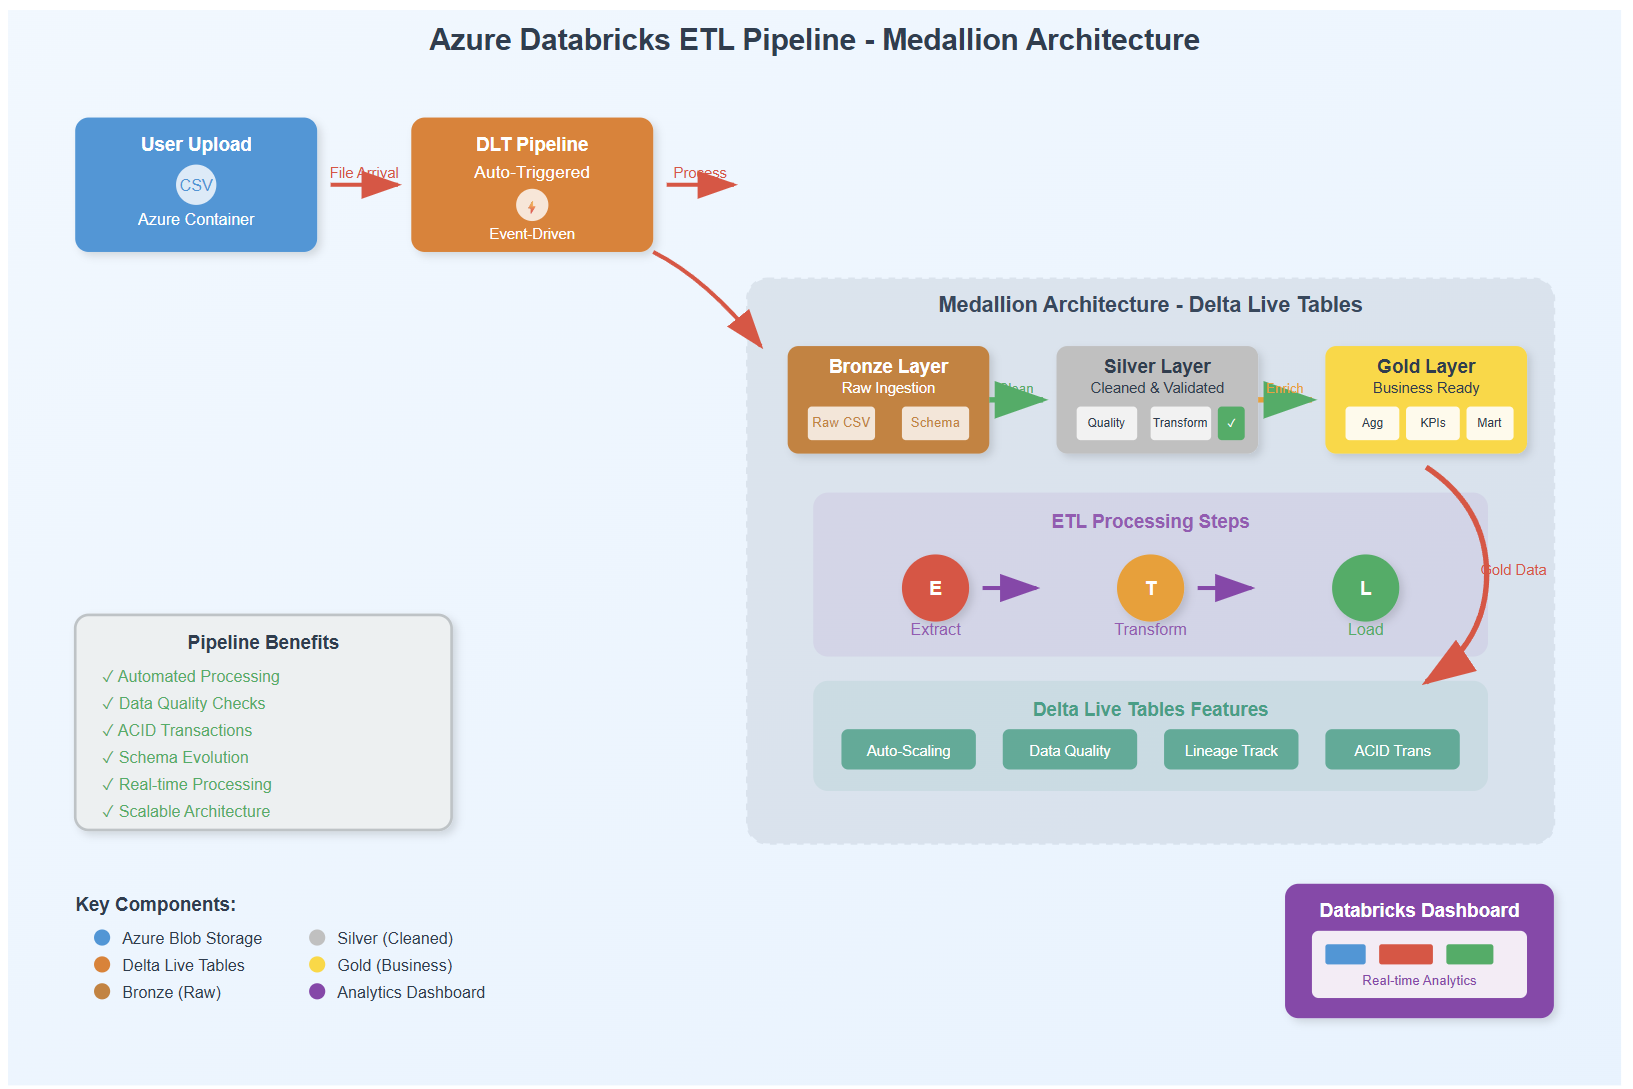 Azure Databricks ETL Pipeline - Medallion Architecture
User Upload
CSV
Azure Container
File Arrival
DLT Pipeline
Auto-Triggered
Event-Driven
Process
Medallion Architecture - Delta Live Tables
Bronze Layer
Raw Ingestion
Raw CSV
Schema
Clean
Silver Layer
Cleaned & Validated
Quality
Transform
✓
Enrich
Gold Layer
Business Ready
Agg
KPIs
Mart
ETL Processing Steps
E
Extract
T
Transform
L
Load
Gold Data
Delta Live Tables Features
Auto-Scaling
Data Quality
Lineage Track
ACID Trans
Pipeline Benefits
✓ Automated Processing
✓ Data Quality Checks
✓ ACID Transactions
✓ Schema Evolution
✓ Real-time Processing
✓ Scalable Architecture
Key Components:
Azure Blob Storage
Delta Live Tables
Bronze (Raw)
Silver (Cleaned)
Gold (Business)
Analytics Dashboard
Databricks Dashboard
Real-time Analytics